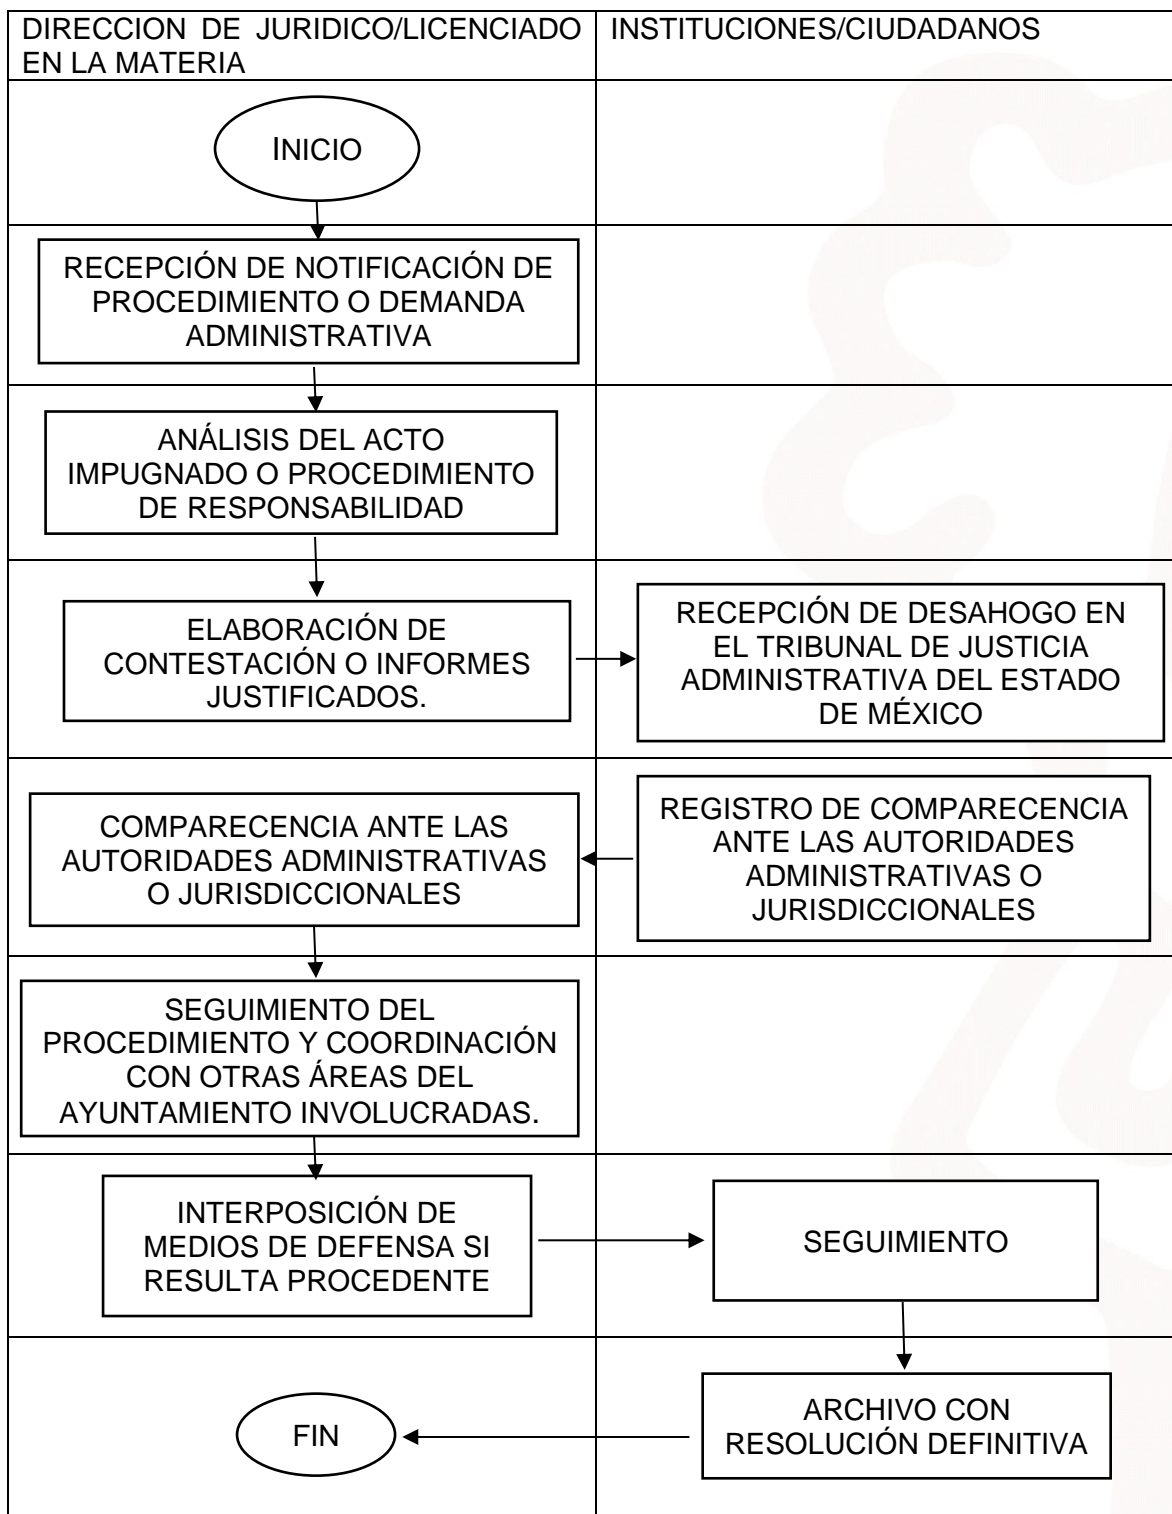 DIRECCION DE JURIDICO/LICENCIADO
EN LA MATERIA
INSTITUCIONES/CIUDADANOS
INICIO
RECEPCIÓN DE NOTIFICACIÓN DE
PROCEDIMIENTO O DEMANDA
ADMINISTRATIVA
ANÁLISIS DEL ACTO
IMPUGNADO O PROCEDIMIENTO
DE RESPONSABILIDAD
ELABORACIÓN DE
CONTESTACIÓN O INFORMES
JUSTIFICADOS.
RECEPCIÓN DE DESAHOGO EN
EL TRIBUNAL DE JUSTICIA
ADMINISTRATIVA DEL ESTADO
DE MÉXICO
REGISTRO DE COMPARECENCIA
ANTE LAS AUTORIDADES
ADMINISTRATIVAS O
JURISDICCIONALES
COMPARECENCIA ANTE LAS
AUTORIDADES ADMINISTRATIVAS
O JURISDICCIONALES
SEGUIMIENTO DEL
PROCEDIMIENTO Y COORDINACIÓN
CON OTRAS ÁREAS DEL
AYUNTAMIENTO INVOLUCRADAS.
INTERPOSICIÓN DE
MEDIOS DE DEFENSA SI
RESULTA PROCEDENTE
SEGUIMIENTO
ARCHIVO CON
RESOLUCIÓN DEFINITIVA
FIN